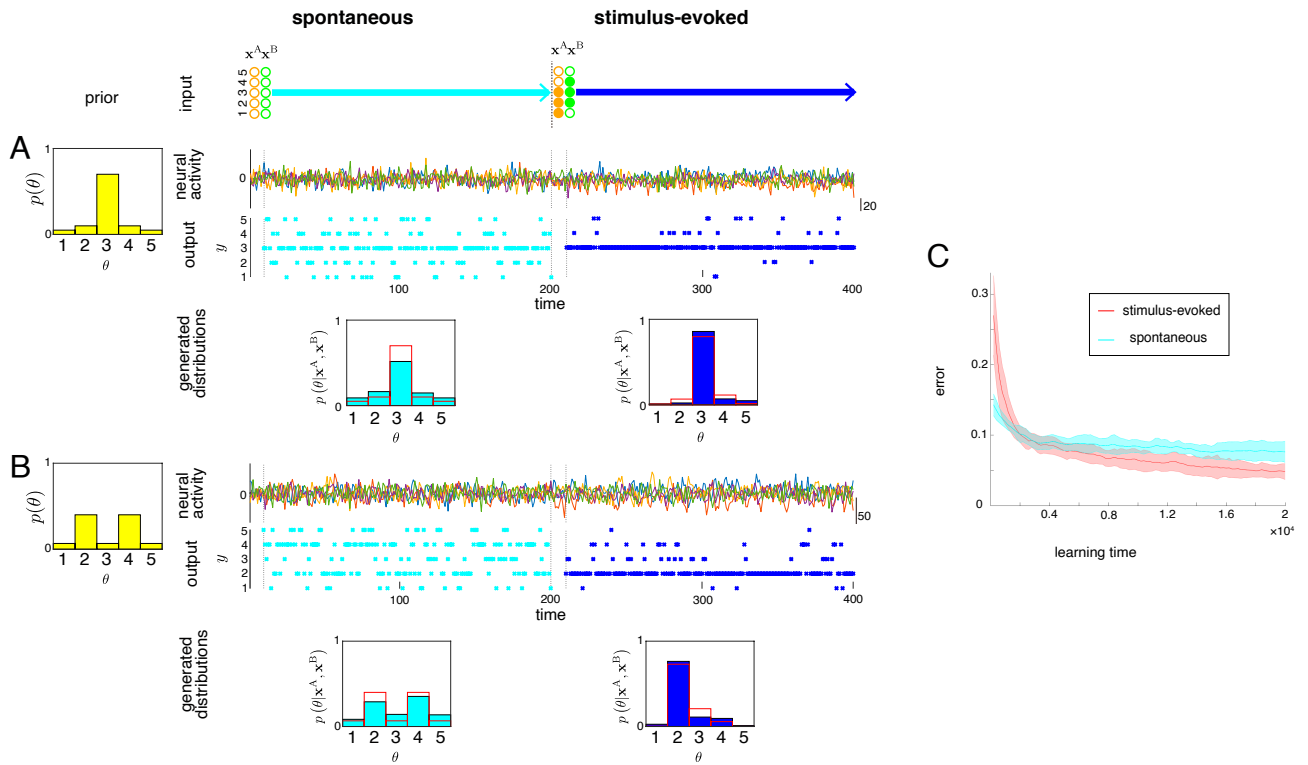 spontaneous
stimulus-evoked
prior
input
x^A x^B
1 2 3 4 5
x^A x^B
A
1
p(θ)
0
1 2 3 4 5
θ
neural
activity
0
20
output
y
5
4
3
2
1
100
200
300
400
time
generated
distributions
p(θ|x^A, x^B)
1
0
1 2 3 4 5
θ
p(θ|x^A, x^B)
1
0
1 2 3 4 5
θ
B
1
p(θ)
0
1 2 3 4 5
θ
neural
activity
0
50
output
y
5
4
3
2
1
100
200
300
400
time
generated
distributions
p(θ|x^A, x^B)
1
0
1 2 3 4 5
θ
p(θ|x^A, x^B)
1
0
1 2 3 4 5
θ
C
0.3
0.2
0.1
0
error
stimulus-evoked
spontaneous
0.4 0.8 1.2 1.6 2
×10⁴
learning time